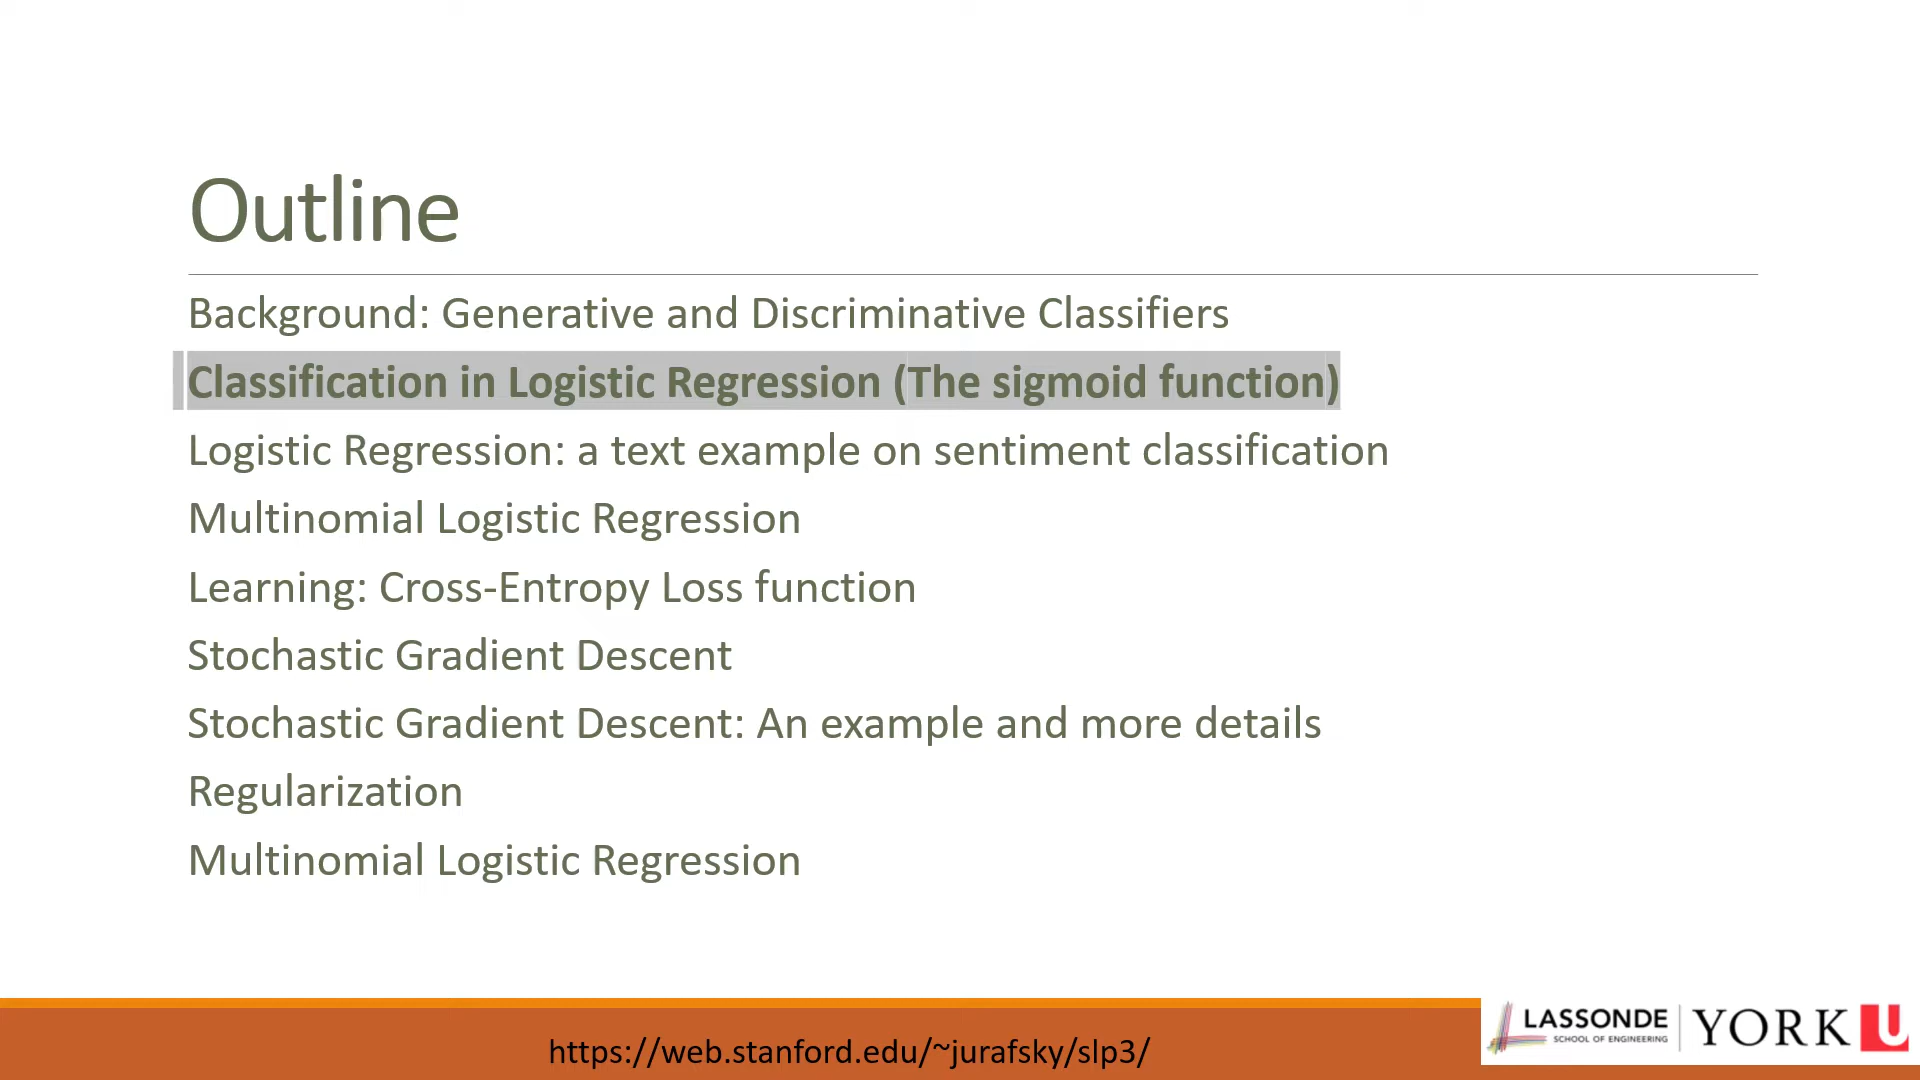 Outline
Background: Generative and Discriminative Classifiers
Classification in Logistic Regression (The sigmoid function)
Logistic Regression: a text example on sentiment classification
Multinomial Logistic Regression
Learning: Cross-Entropy Loss function
Stochastic Gradient Descent
Stochastic Gradient Descent: An example and more details
Regularization
Multinomial Logistic Regression
https://web.stanford.edu/~jurafsky/slp3/
LASSONDE
SCHOOL OF ENGINEERING
YORK U